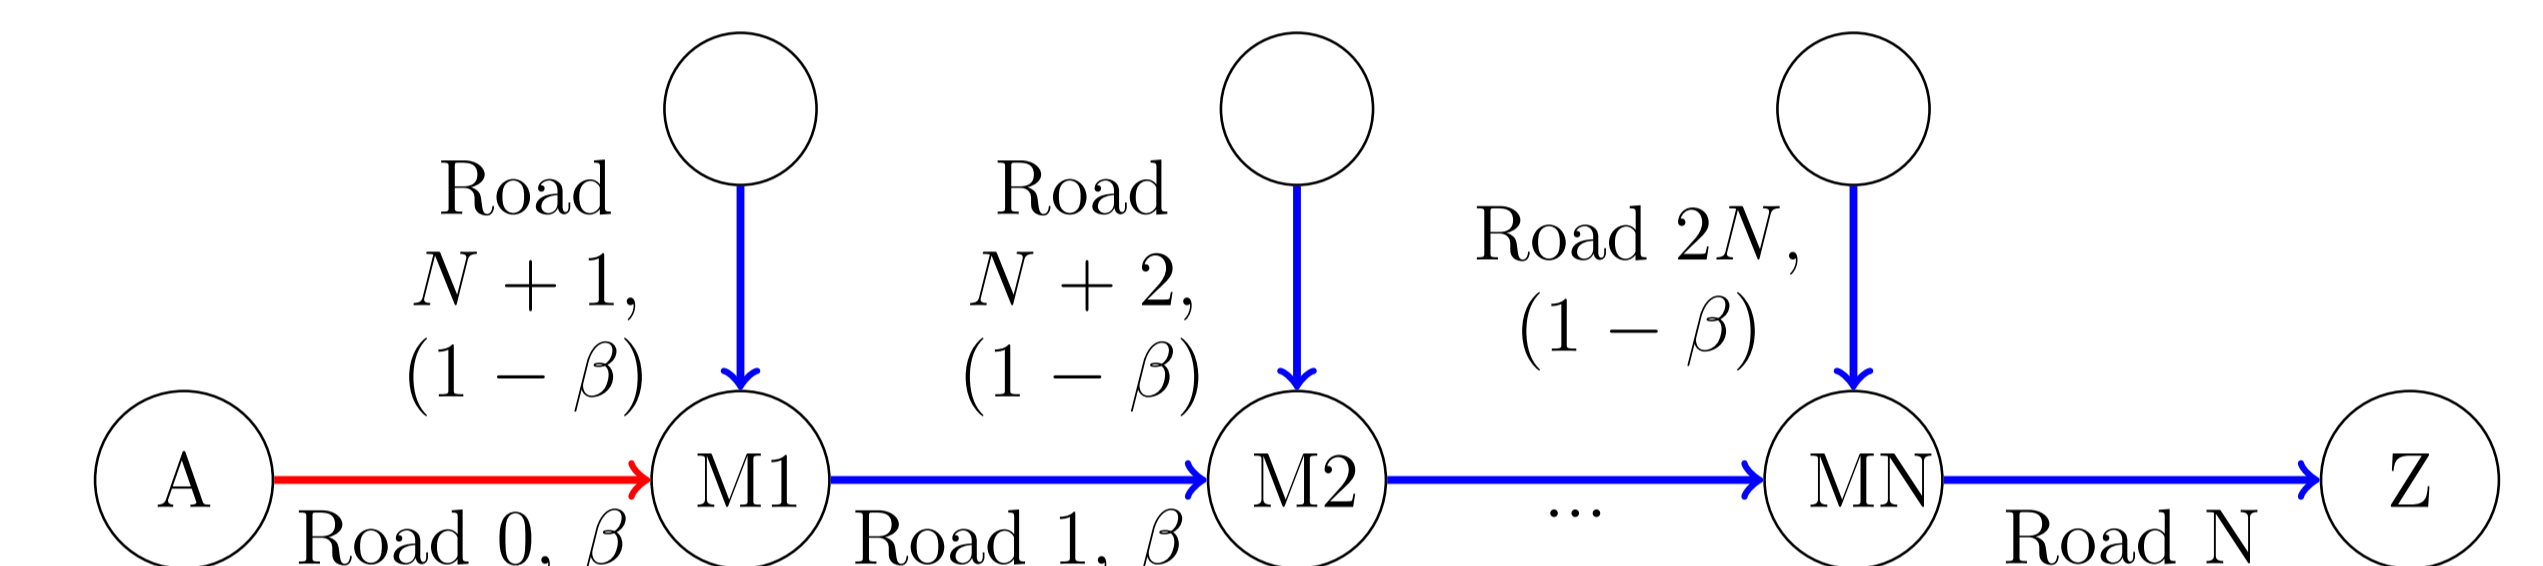 Road
N + 1,
(1 − β)
Road
N + 2,
(1 − β)
Road 2N,
(1 − β)
A
M1
M2
MN
Z
Road 0, β
Road 1, β
...
Road N